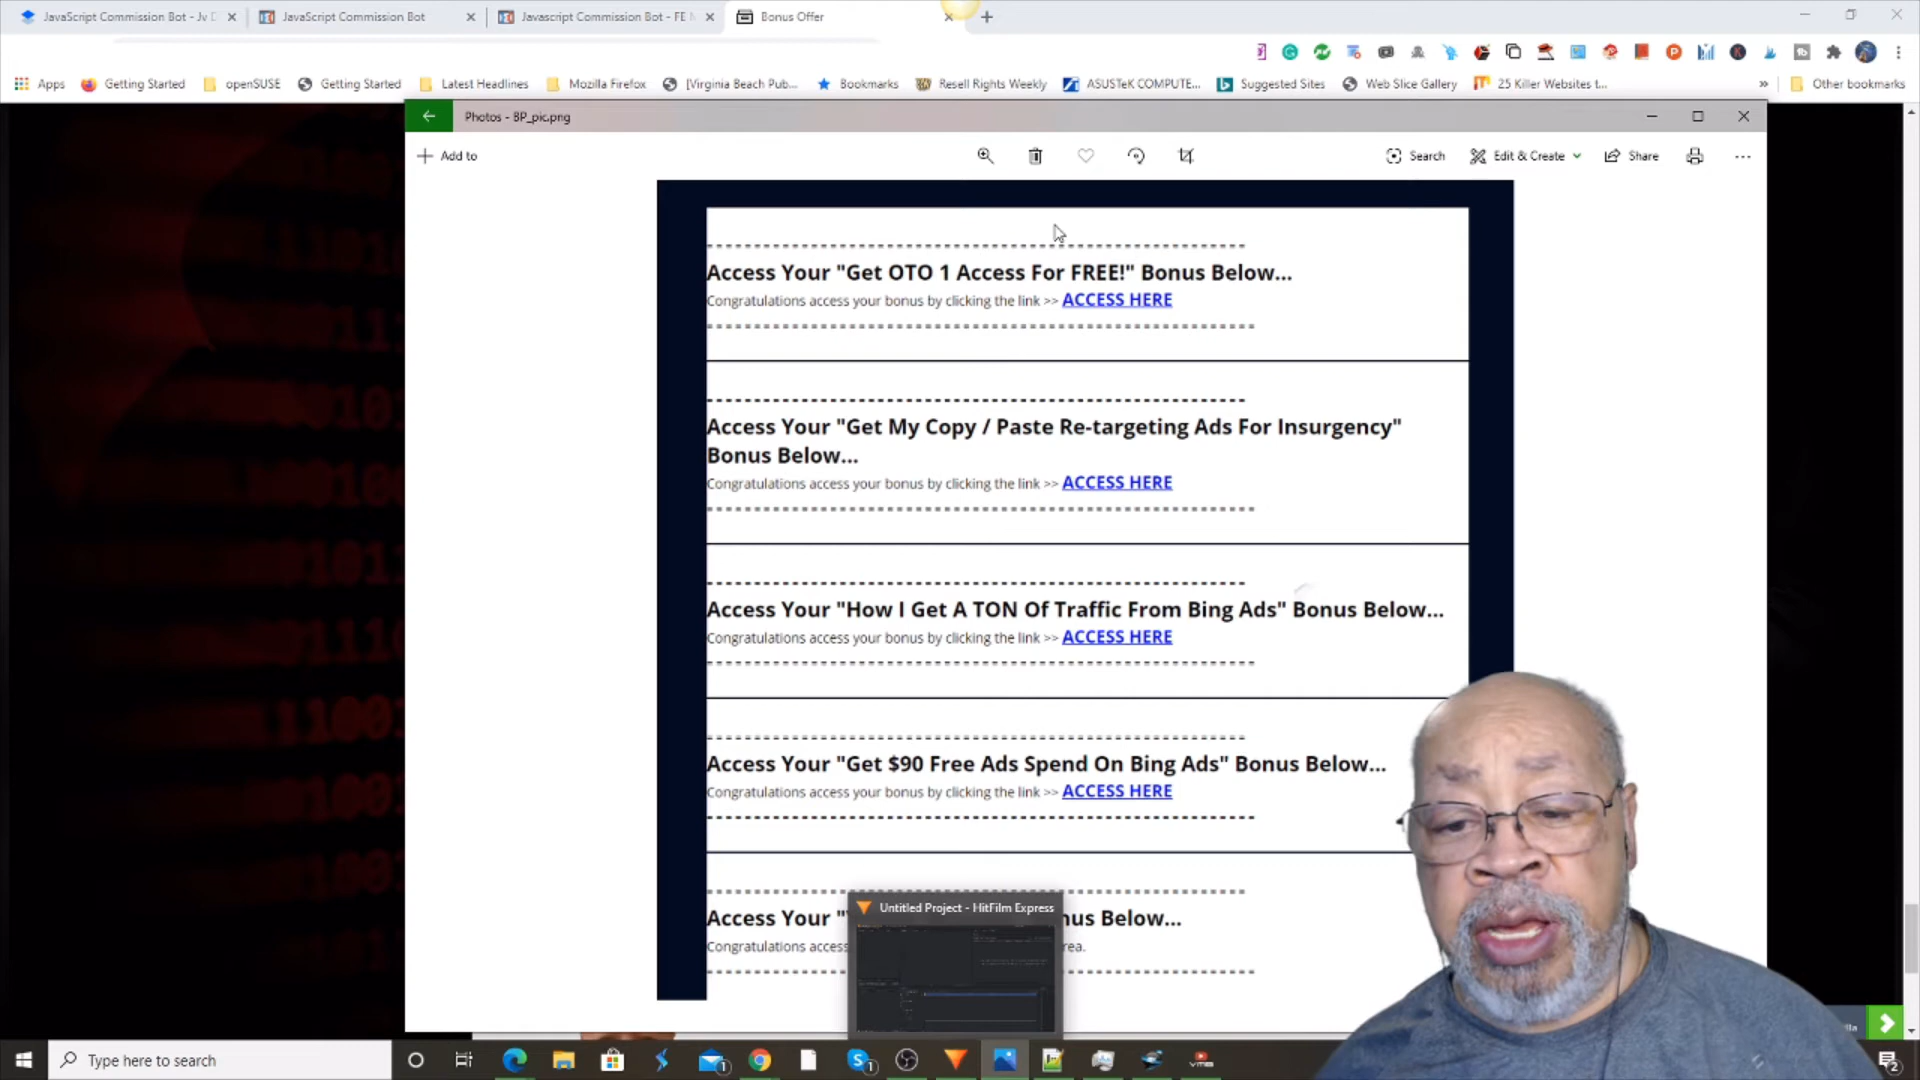 JavaScript Commission Bot - Jv D
JavaScript Commission Bot
Javascript Commission Bot - FE
Bonus Offer
Apps
Getting Started
openSUSE
Getting Started
Latest Headlines
Mozilla Firefox
[Virginia Beach Pub...
Bookmarks
Resell Rights Weekly
ASUSTeK COMPUTE...
Suggested Sites
Web Slice Gallery
25 Killer Websites t...
»
Other bookmarks
Photos - BP_pic.png
Add to
Search
Edit & Create
Share
Access Your "Get OTO 1 Access For FREE!" Bonus Below...
Congratulations access your bonus by clicking the link >> ACCESS HERE
Access Your "Get My Copy / Paste Re-targeting Ads For Insurgency"
Bonus Below...
Congratulations access your bonus by clicking the link >> ACCESS HERE
Access Your "How I Get A TON Of Traffic From Bing Ads" Bonus Below...
Congratulations access your bonus by clicking the link >> ACCESS HERE
Access Your "Get $90 Free Ads Spend On Bing Ads" Bonus Below...
Congratulations access your bonus by clicking the link >> ACCESS HERE
Untitled Project - HitFilm Express
Access Your " nus Below...
Congratulations access rea.
Type here to search